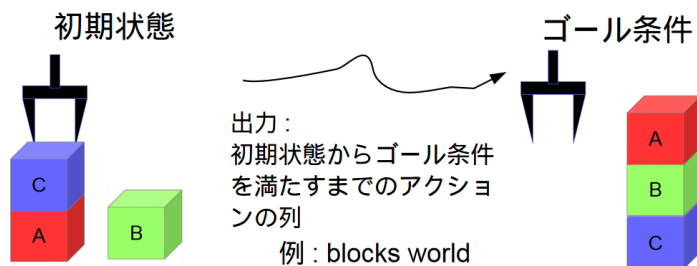 初期状態
ゴール条件
出力 :
初期状態からゴール条件
を満たすまでのアクショ
ンの列
例 : blocks world
C
A
B
A
B
C